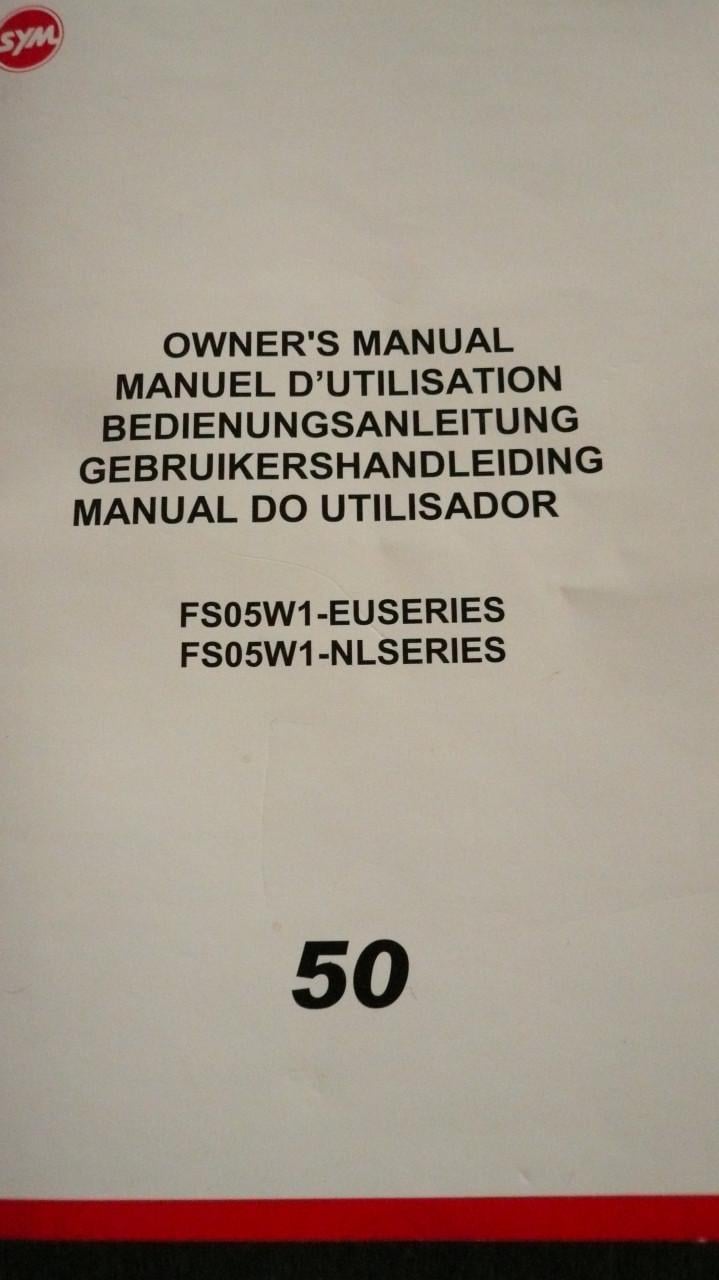 SYM
OWNER'S MANUAL
MANUEL D’UTILISATION
BEDIENUNGSANLEITUNG
GEBRUIKERSHANDLEIDING
MANUAL DO UTILISADOR
FS05W1-EUSERIES
FS05W1-NLSERIES
50